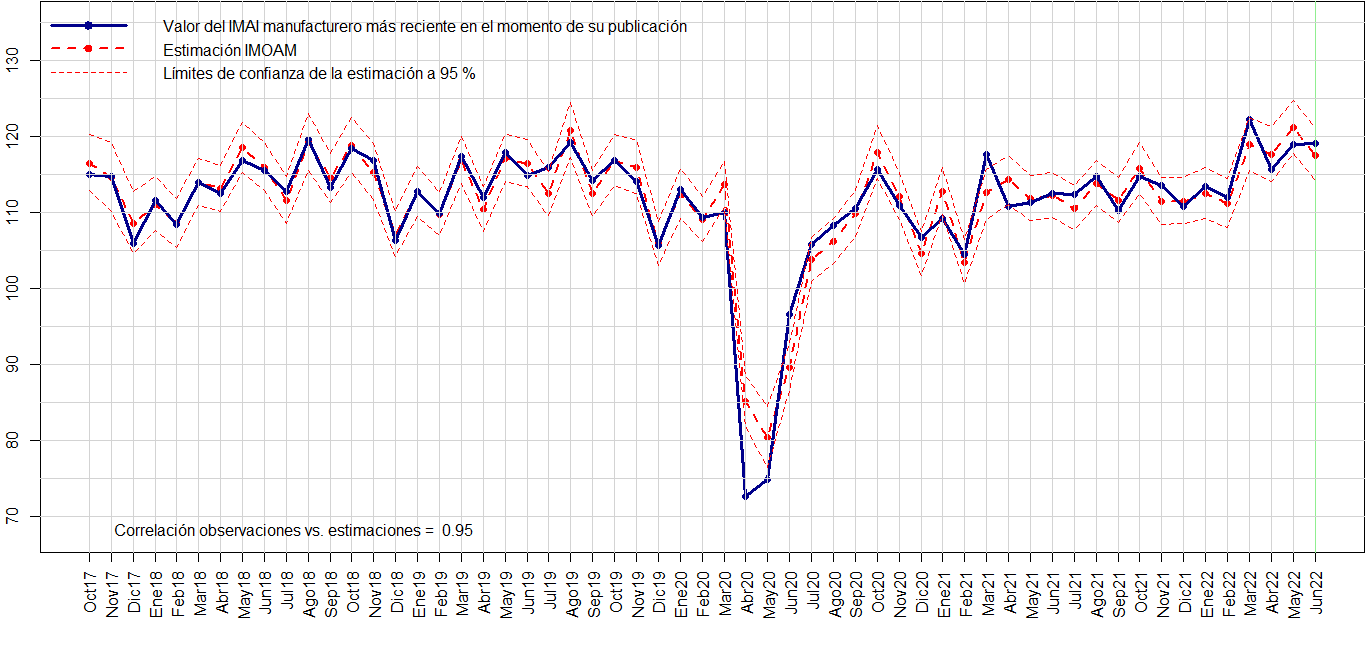 Valor del IMAI manufacturero más reciente en el momento de su publicación
Estimación IMOAM
Límites de confianza de la estimación a 95 %
130
120
110
100
90
80
70
Correlación observaciones vs. estimaciones = 0.95
Oct17
Nov17
Dic17
Ene18
Feb18
Mar18
Abr18
May18
Jun18
Jul18
Ago18
Sep18
Oct18
Nov18
Dic18
Ene19
Feb19
Mar19
Abr19
May19
Jun19
Jul19
Ago19
Sep19
Oct19
Nov19
Dic19
Ene20
Feb20
Mar20
Abr20
May20
Jun20
Jul20
Ago20
Sep20
Oct20
Nov20
Dic20
Ene21
Feb21
Mar21
Abr21
May21
Jun21
Jul21
Ago21
Sep21
Oct21
Nov21
Dic21
Ene22
Feb22
Mar22
Abr22
May22
Jun22